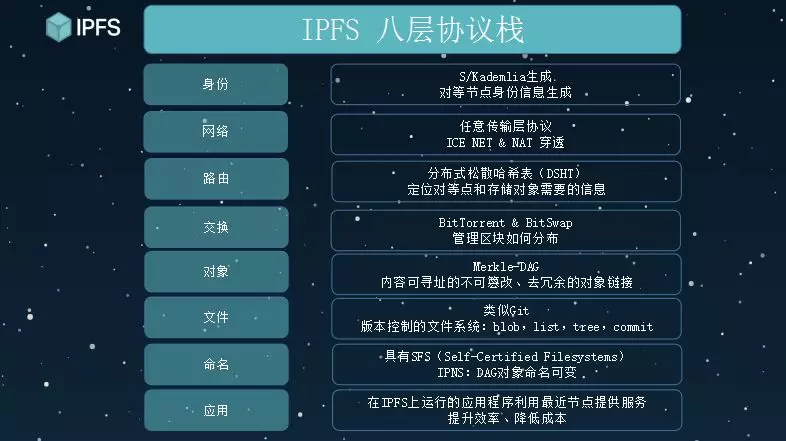 IPFS
IPFS 八层协议栈
身份
S/Kademlia生成
对等节点身份信息生成
网络
任意传输层协议
ICE NET & NAT 穿透
路由
分布式松散哈希表（DSHT）
定位对等点和存储对象需要的信息
交换
BitTorrent & BitSwap
管理区块如何分布
对象
Merkle-DAG
内容可寻址的不可篡改、去冗余的对象链接
文件
类似Git
版本控制的文件系统：blob，list，tree，commit
命名
具有SFS（Self-Certified Filesystems）
IPNS：DAG对象命名可变
应用
在IPFS上运行的应用程序利用最近节点提供服务
提升效率、降低成本